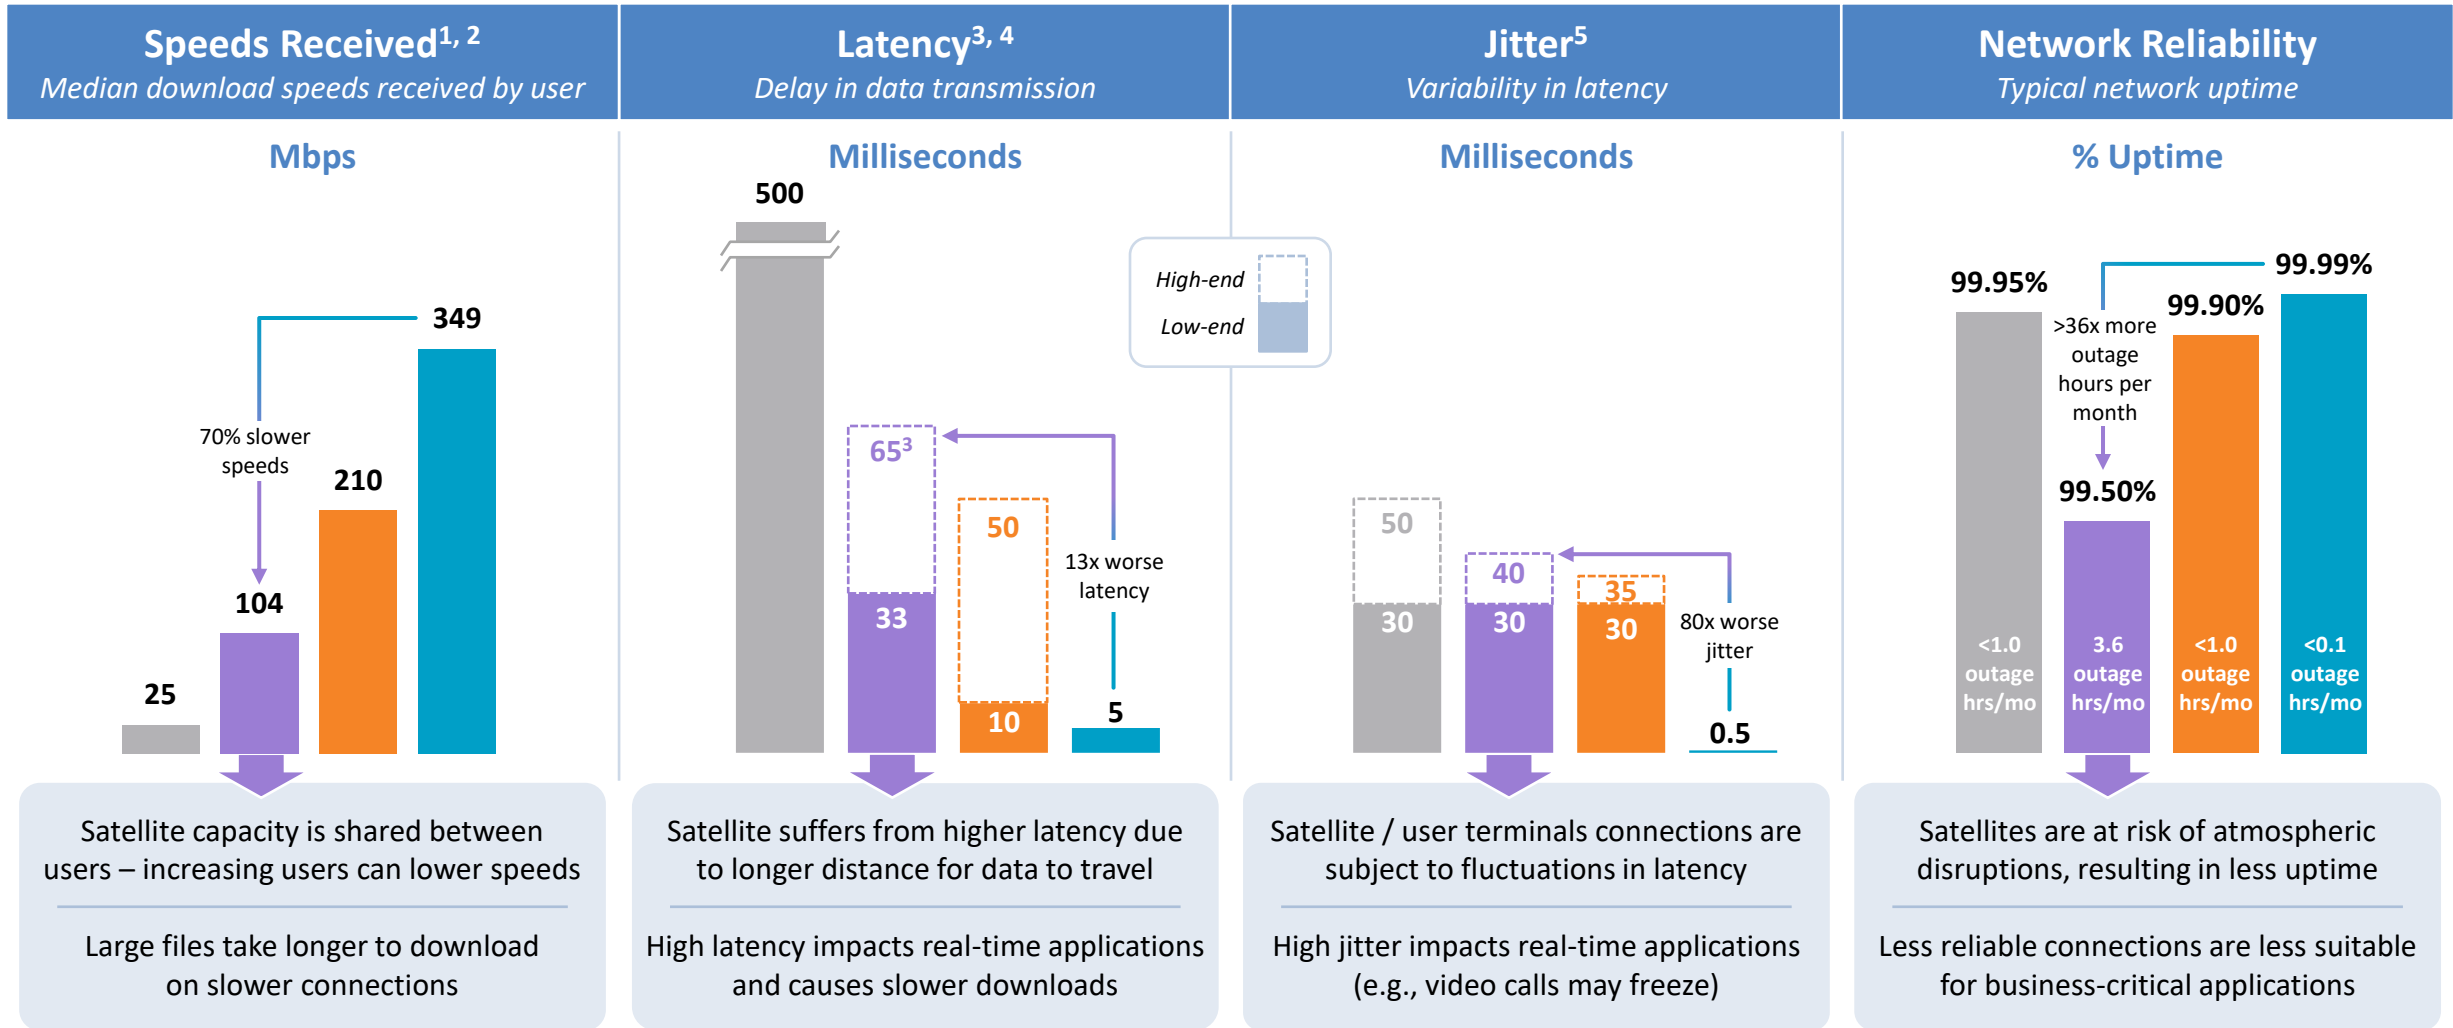 Speeds Received1, 2
Median download speeds received by user
Latency3, 4
Delay in data transmission
Jitter5
Variability in latency
Network Reliability
Typical network uptime
Mbps
349
70% slower
speeds
210
104
25
Satellite capacity is shared between
users – increasing users can lower speeds
Large files take longer to download
on slower connections
Milliseconds
500
High-end
Low-end
653
33
50
10
13x worse
latency
5
Satellite suffers from higher latency due
to longer distance for data to travel
High latency impacts real-time applications
and causes slower downloads
Milliseconds
50
30
40
30
35
30
80x worse
jitter
0.5
Satellite / user terminals connections are
subject to fluctuations in latency
High jitter impacts real-time applications
(e.g., video calls may freeze)
% Uptime
99.95%
99.99%
99.90%
>36x more
outage
hours per
month
99.50%
<1.0
outage
hrs/mo
3.6
outage
hrs/mo
<1.0
outage
hrs/mo
<0.1
outage
hrs/mo
Satellites are at risk of atmospheric
disruptions, resulting in less uptime
Less reliable connections are less suitable
for business-critical applications